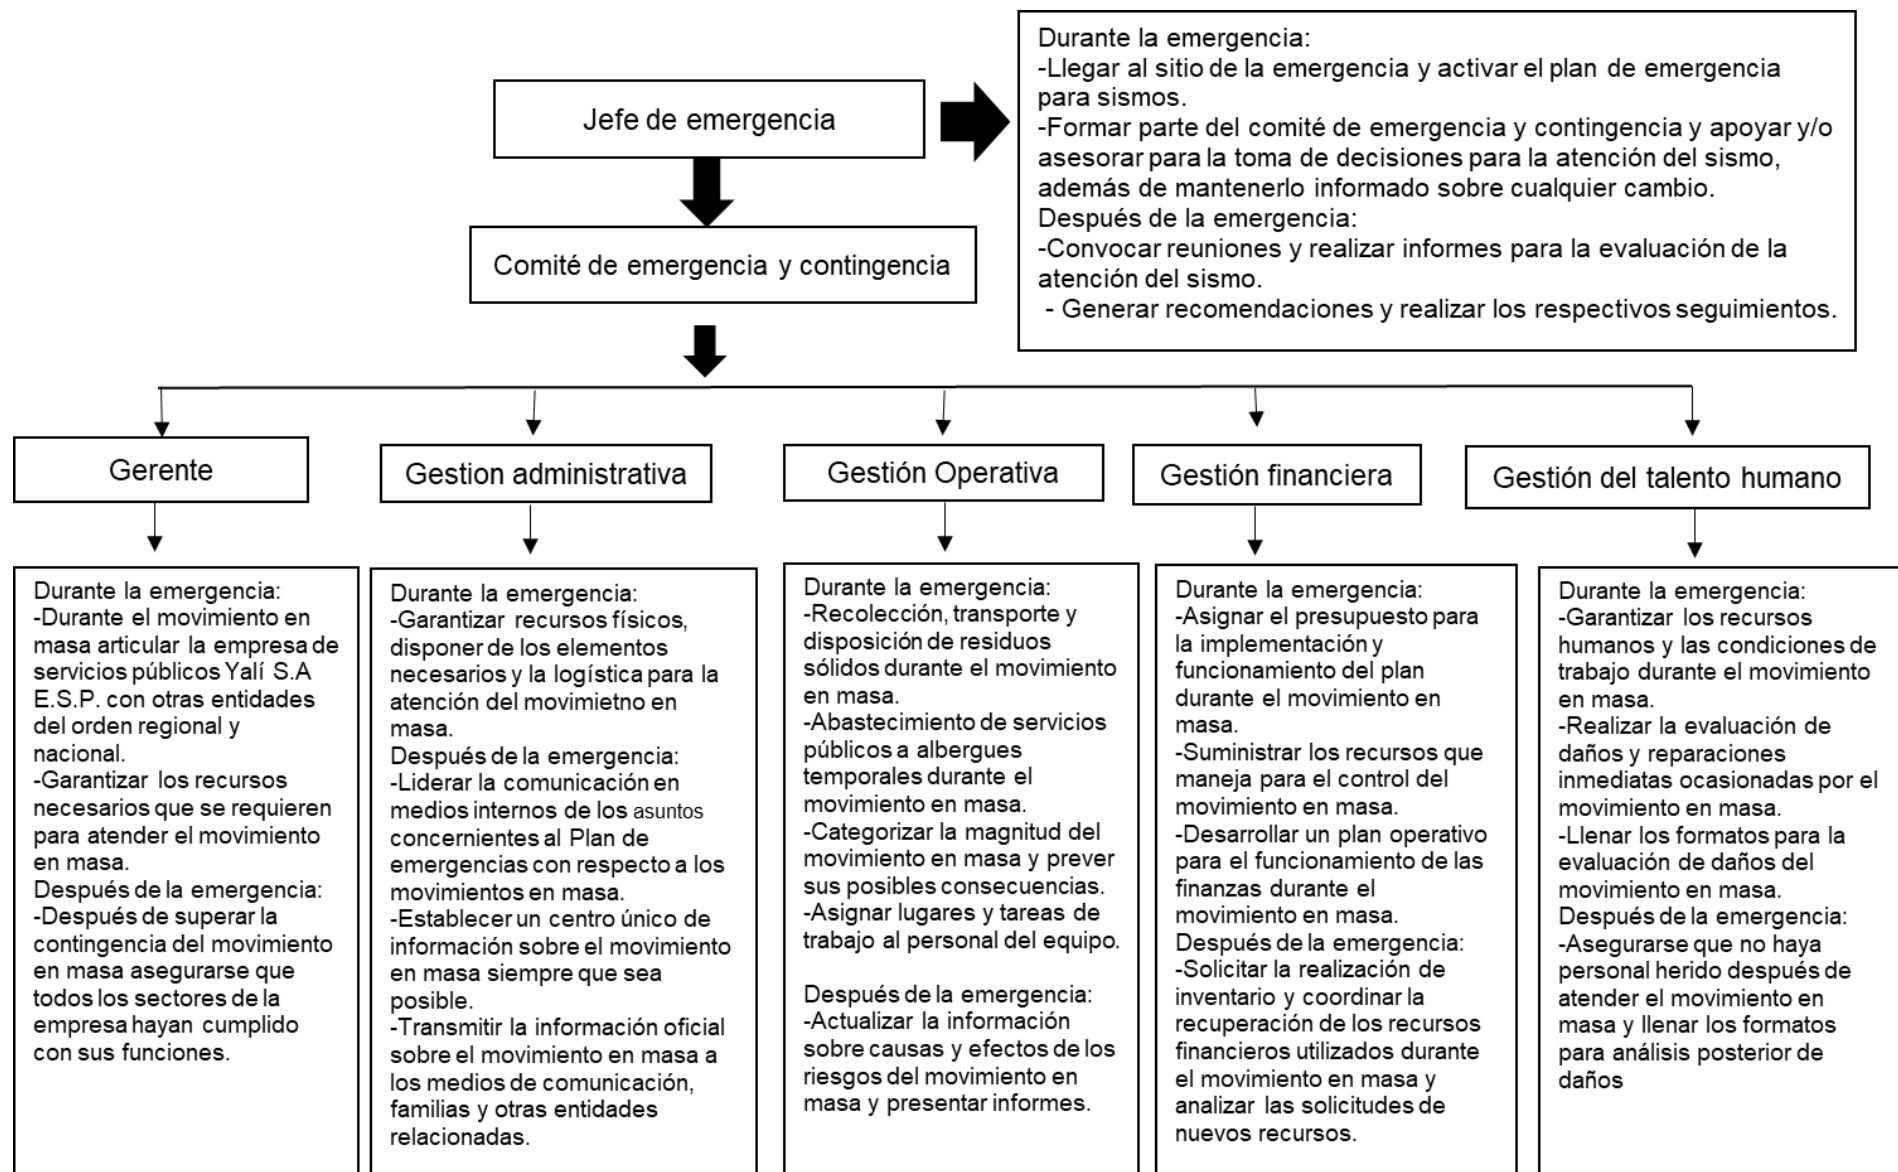 Jefe de emergencia
Durante la emergencia:
-Llegar al sitio de la emergencia y activar el plan de emergencia
para sismos.
-Formar parte del comité de emergencia y contingencia y apoyar y/o
asesorar para la toma de decisiones para la atención del sismo,
además de mantenerlo informado sobre cualquier cambio.
Después de la emergencia:
-Convocar reuniones y realizar informes para la evaluación de la
atención del sismo.
- Generar recomendaciones y realizar los respectivos seguimientos.
Comité de emergencia y contingencia
Gerente
Gestion administrativa
Gestión Operativa
Gestión financiera
Gestión del talento humano
Durante la emergencia:
-Durante el movimiento en
masa articular la empresa de
servicios públicos Yalí S.A
E.S.P. con otras entidades
del orden regional y
nacional.
-Garantizar los recursos
necesarios que se requieren
para atender el movimiento
en masa.
Después de la emergencia:
-Después de superar la
contingencia del movimiento
en masa asegurarse que
todos los sectores de la
empresa hayan cumplido
con sus funciones.
Durante la emergencia:
-Garantizar recursos físicos,
disponer de los elementos
necesarios y la logística para la
atención del movimietno en
masa.
Después de la emergencia:
-Liderar la comunicación en
medios internos de los asuntos
concernientes al Plan de
emergencias con respecto a los
movimientos en masa.
-Establecer un centro único de
información sobre el movimiento
en masa siempre que sea
posible.
-Transmitir la información oficial
sobre el movimiento en masa a
los medios de comunicación,
familias y otras entidades
relacionadas.
Durante la emergencia:
-Recolección, transporte y
disposición de residuos
sólidos durante el movimiento
en masa.
-Abastecimiento de servicios
públicos a albergues
temporales durante el
movimiento en masa.
-Categorizar la magnitud del
movimiento en masa y prever
sus posibles consecuencias.
-Asignar lugares y tareas de
trabajo al personal del equipo.
Después de la emergencia:
-Actualizar la información
sobre causas y efectos de los
riesgos del movimiento en
masa y presentar informes.
Durante la emergencia:
-Asignar el presupuesto para
la implementación y
funcionamiento del plan
durante el movimiento en
masa.
-Suministrar los recursos que
maneja para el control del
movimiento en masa.
-Desarrollar un plan operativo
para el funcionamiento de las
finanzas durante el
movimiento en masa.
Después de la emergencia:
-Solicitar la realización de
inventario y coordinar la
recuperación de los recursos
financieros utilizados durante
el movimiento en masa y
analizar las solicitudes de
nuevos recursos.
Durante la emergencia:
-Garantizar los recursos
humanos y las condiciones de
trabajo durante el movimiento
en masa.
-Realizar la evaluación de
daños y reparaciones
inmediatas ocasionadas por el
movimiento en masa.
-Llenar los formatos para la
evaluación de daños del
movimiento en masa.
Después de la emergencia:
-Asegurarse que no haya
personal herido después de
atender el movimiento en
masa y llenar los formatos
para análisis posterior de
daños